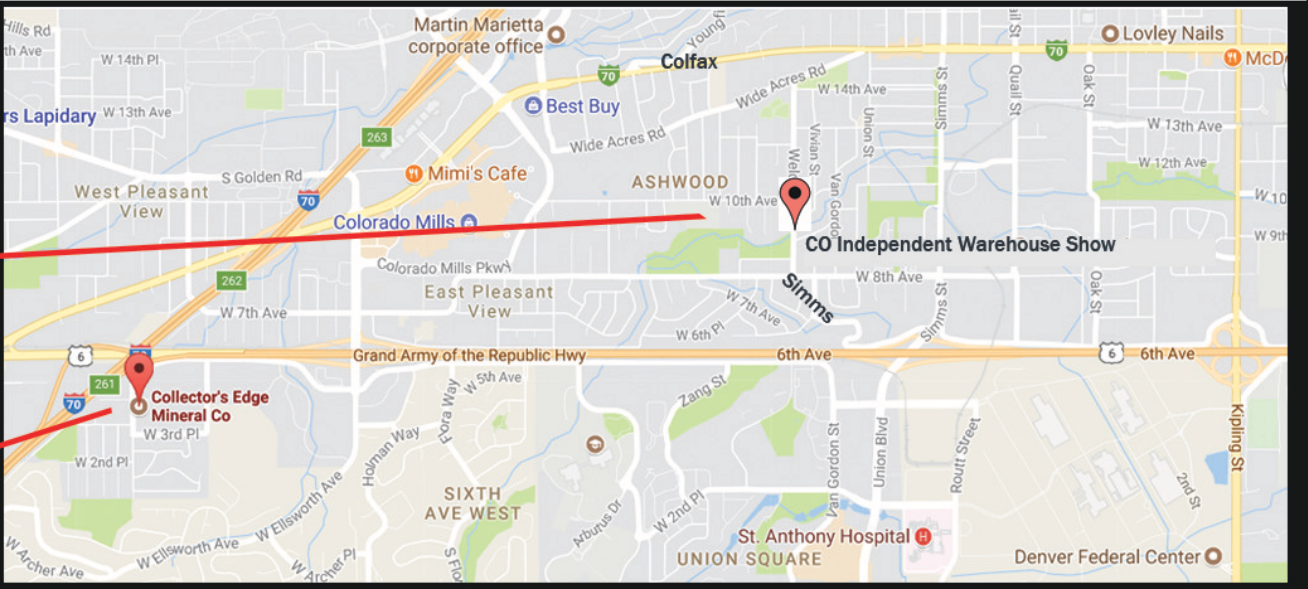 Hills Rd
Martin Marietta
corporate office
Lovley Nails
W 14th Pl
Colfax
70
70
McD
Wide Acres Rd
W 14th Ave
Simms St
Quail St
Oak St
Best Buy
rs Lapidary
W 13th Ave
Union St
W 13th Ave
263
Wide Acres Rd
Vivian St
W 12th Ave
S Golden Rd
Mimi's Cafe
ASHWOOD
West Pleasant
View
70
W 10th Ave
Van Gordo
W 10
Colorado Mills
W 9th
CO Independent Warehouse Show
Colorado Mills Pkwy
262
W 8th Ave
Oak St
East Pleasant
View
Simms
W 7th Ave
W 7th Ave
Simms St
W 6th Pl
6
Grand Army of the Republic Hwy
6th Ave
6
6th Ave
261
70
Collector's Edge
Mineral Co
W 5th Ave
Zang St
Flora Way
W 3rd Pl
Kipling St
Holman Way
Van Gordon St
Union Blvd
Routt Street
W 2nd Pl
2nd St
SIXTH
AVE WEST
W 2nd Pl
W Ellsworth Ave
Arbutus Dr
St. Anthony Hospital
H
W Archer Ave
W Ellsworth Ave
W Archer Pl
S Flo
UNION SQUARE
Denver Federal Center